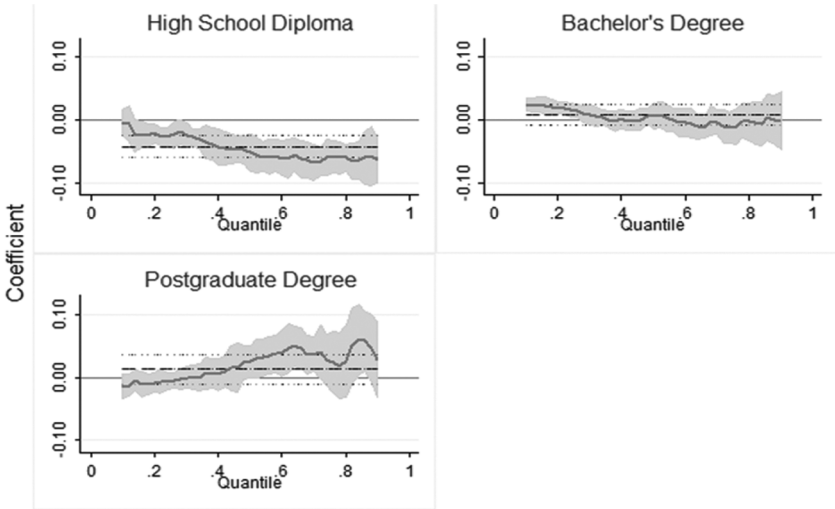 High School Diploma
0.10
0.00
-0.10
0 .2 .4 .6 .8 1
Quantile
Bachelor's Degree
0.10
0.00
-0.10
0 .2 .4 .6 .8 1
Quantile
Coefficient
Postgraduate Degree
0.10
0.00
-0.10
0 .2 .4 .6 .8 1
Quantile